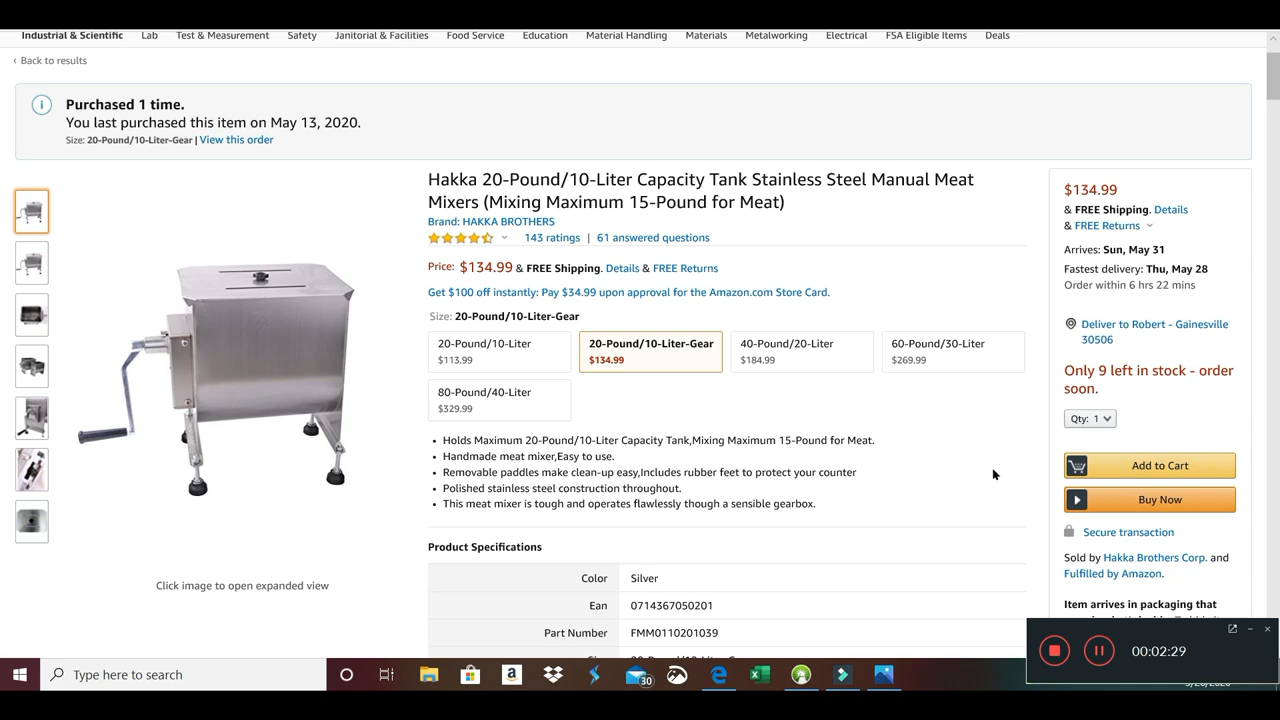 Industrial & Scientific Lab Test & Measurement Safety Janitorial & Facilities Food Service Education Material Handling Materials Metalworking Electrical FSA Eligible Items Deals
‹ Back to results
Purchased 1 time.
You last purchased this item on May 13, 2020.
Size: 20-Pound/10-Liter-Gear | View this order
Hakka 20-Pound/10-Liter Capacity Tank Stainless Steel Manual Meat
Mixers (Mixing Maximum 15-Pound for Meat)
Brand: HAKKA BROTHERS
143 ratings | 61 answered questions
Price: $134.99 & FREE Shipping. Details & FREE Returns
Get $100 off instantly: Pay $34.99 upon approval for the Amazon.com Store Card.
Size: 20-Pound/10-Liter-Gear
20-Pound/10-Liter
$113.99
20-Pound/10-Liter-Gear
$134.99
40-Pound/20-Liter
$184.99
60-Pound/30-Liter
$269.99
80-Pound/40-Liter
$329.99
• Holds Maximum 20-Pound/10-Liter Capacity Tank,Mixing Maximum 15-Pound for Meat.
• Handmade meat mixer,Easy to use.
• Removable paddles make clean-up easy,Includes rubber feet to protect your counter
• Polished stainless steel construction throughout.
• This meat mixer is tough and operates flawlessly though a sensible gearbox.
Product Specifications
Color Silver
Ean 0714367050201
Part Number FMM0110201039
Click image to open expanded view
$134.99
& FREE Shipping. Details
& FREE Returns
Arrives: Sun, May 31
Fastest delivery: Thu, May 28
Order within 6 hrs 22 mins
Deliver to Robert - Gainesville
30506
Only 9 left in stock - order
soon.
Qty: 1
Add to Cart
Buy Now
Secure transaction
Sold by Hakka Brothers Corp. and
Fulfilled by Amazon.
Item arrives in packaging that
00:02:29
Type here to search
30